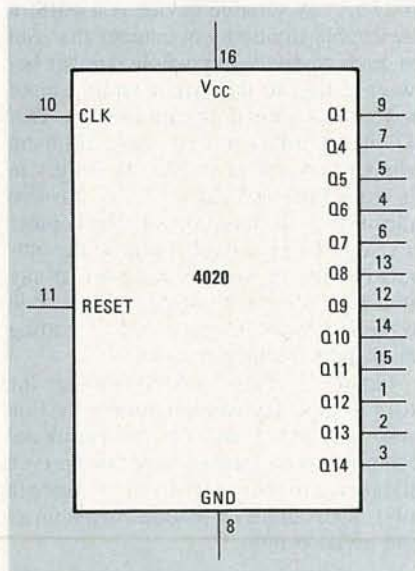 16
VCC
10 CLK Q1 9
Q4 7
Q5 5
Q6 4
Q7 6
4020 Q8 13
11 RESET Q9 12
Q10 14
Q11 15
Q12 1
Q13 2
Q14 3
GND
8